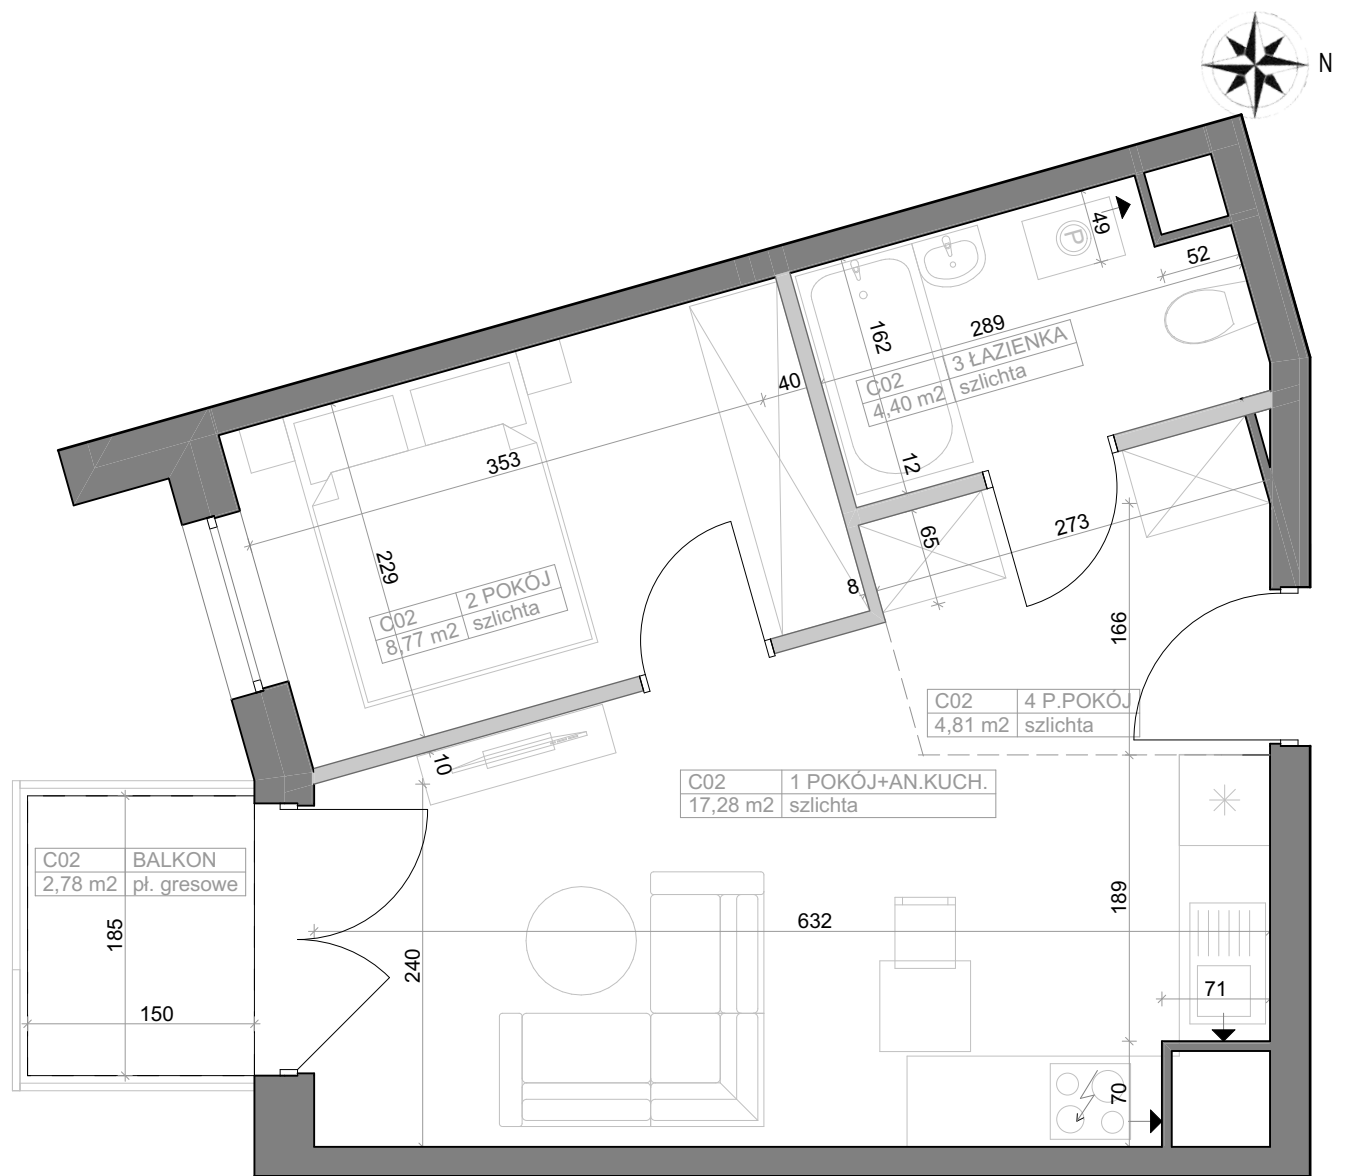 N
49
52
289
162
C02 3 ŁAZIENKA
4,40 m2 szlichta
40
12
353
273
65
229
8
C02 2 POKÓJ
8,77 m2 szlichta
166
C02 4 P.POKÓJ
4,81 m2 szlichta
10
C02 1 POKÓJ+AN.KUCH.
17,28 m2 szlichta
C02 BALKON
2,78 m2 pł. gresowe
185
189
632
240
71
150
70
P